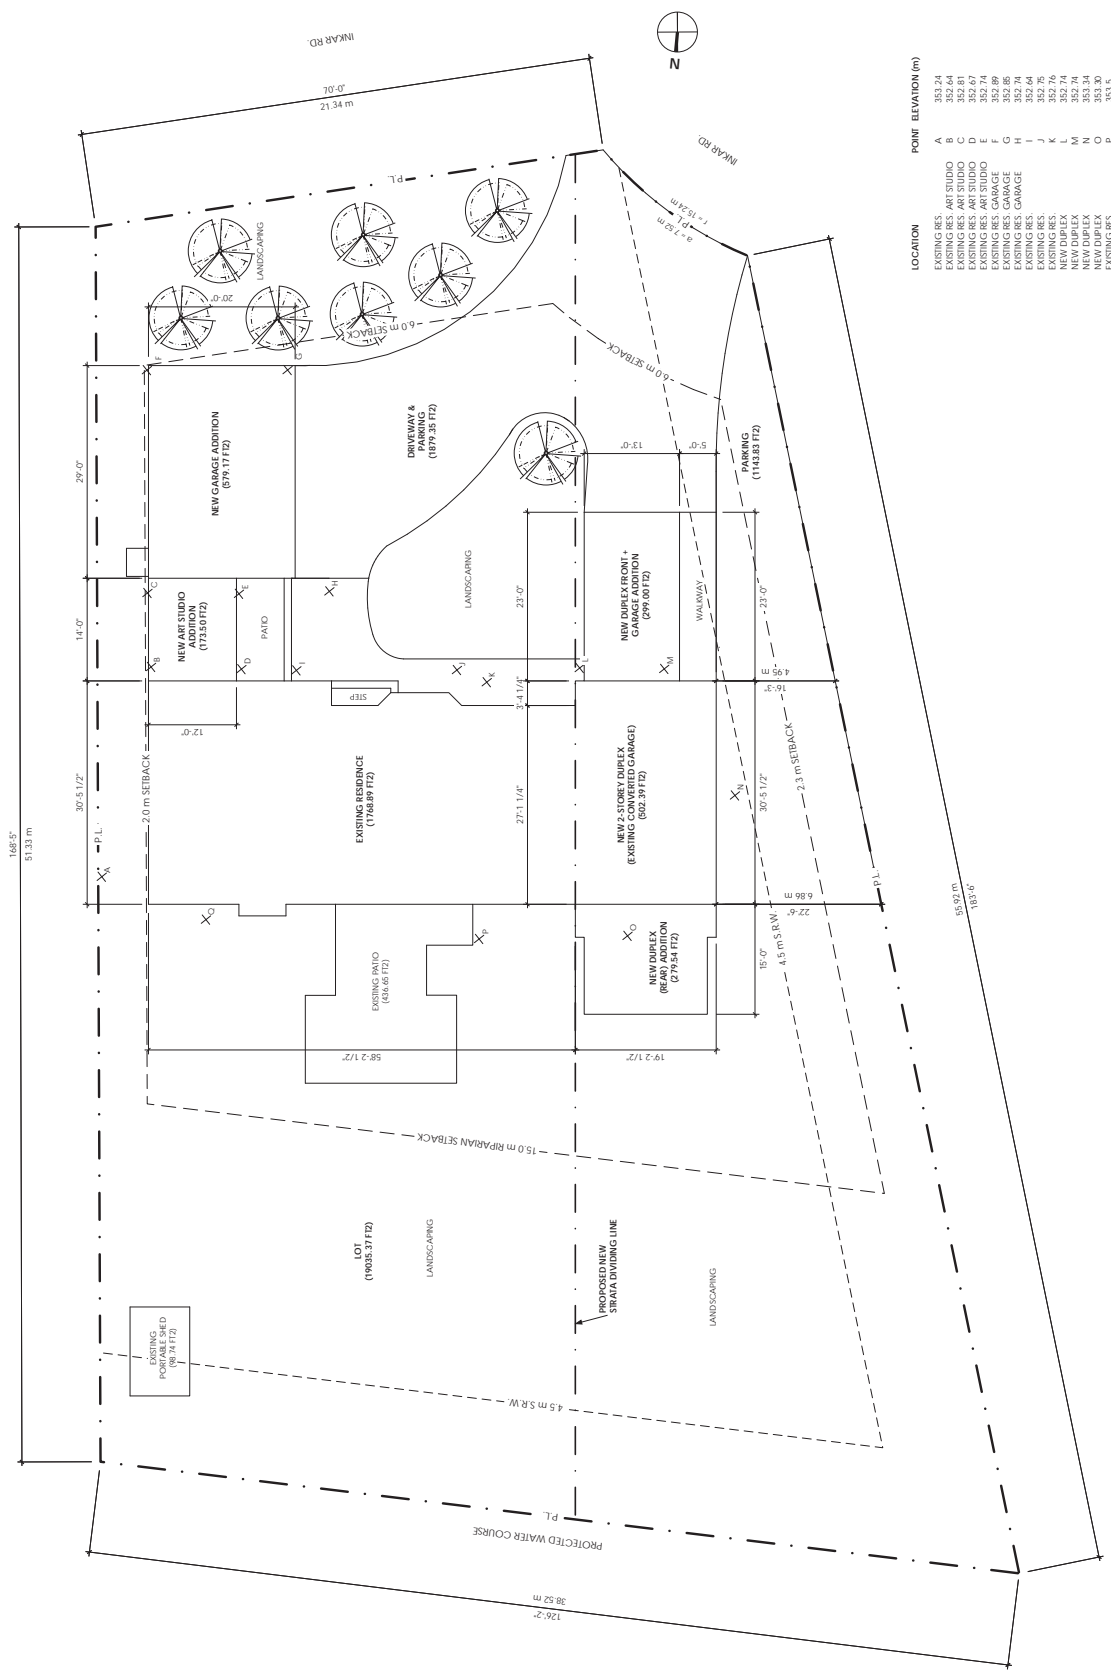 INKAR RD.
N
70'-0"
21.34 m
INKAR RD.
P.L.
r = 15.24 m
P.L.
a = 7.52 m
LANDSCAPING
20'-0"
6.0 m SETBACK
6.0 m SETBACK
LOCATION
POINT
ELEVATION (m)
EXISTING RES. ART STUDIO B 352.64
EXISTING RES. ART STUDIO C 352.81
EXISTING RES. ART STUDIO D 352.67
EXISTING RES. ART STUDIO E 352.74
EXISTING RES. GARAGE F 352.89
EXISTING RES. GARAGE G 352.85
EXISTING RES. GARAGE H 352.74
EXISTING RES. I 352.64
EXISTING RES. J 352.75
EXISTING RES. K 352.76
NEW DUPLEX L 352.74
NEW DUPLEX M 352.74
NEW DUPLEX N 353.34
NEW DUPLEX O 353.30
EXISTING RES. P 353.5
EXISTING RES. A 353.24
F
G
29'-0"
NEW GARAGE ADDITION
(579.17 FT2)
DRIVEWAY &
PARKING
(1879.35 FT2)
13'-0"
5'-0"
PARKING
(1143.83 FT2)
14'-0"
C
E
H
NEW ART STUDIO
ADDITION
(173.50 FT2)
PATIO
B
D
I
LANDSCAPING
J
K
23'-0"
NEW DUPLEX FRONT +
GARAGE ADDITION
(299.00 FT2)
WALKWAY
23'-0"
L
M
4.95 m
16'-3"
STEP
3'-4 1/4"
12'-0"
168'-5"
51.33 m
30'-5 1/2"
P.L.
2.0 m SETBACK
EXISTING RESIDENCE
(1768.89 FT2)
27'-1 1/4"
NEW 2-STOREY DUPLEX
(EXISTING CONVERTED GARAGE)
(502.39 FT2)
N
30'-5 1/2"
2.3 m SETBACK
A
P.L.
6.86 m
22'-6"
55.92 m
183'-6"
O
P
O
EXISTING PATIO
(436.65 FT2)
NEW DUPLEX
(REAR) ADDITION
(279.54 FT2)
15'-0"
4.5 m S.R.W.
58'-2 1/2"
19'-2 1/2"
15.0 m RIPARIAN SETBACK
LOT
(19035.37 FT2)
LANDSCAPING
PROPOSED NEW
STRATA DIVIDING LINE
LANDSCAPING
EXISTING
PORTABLE SHED
(98.74 FT2)
4.5 m S.R.W.
P.L.
PROTECTED WATER COURSE
38.52 m
126'-2"